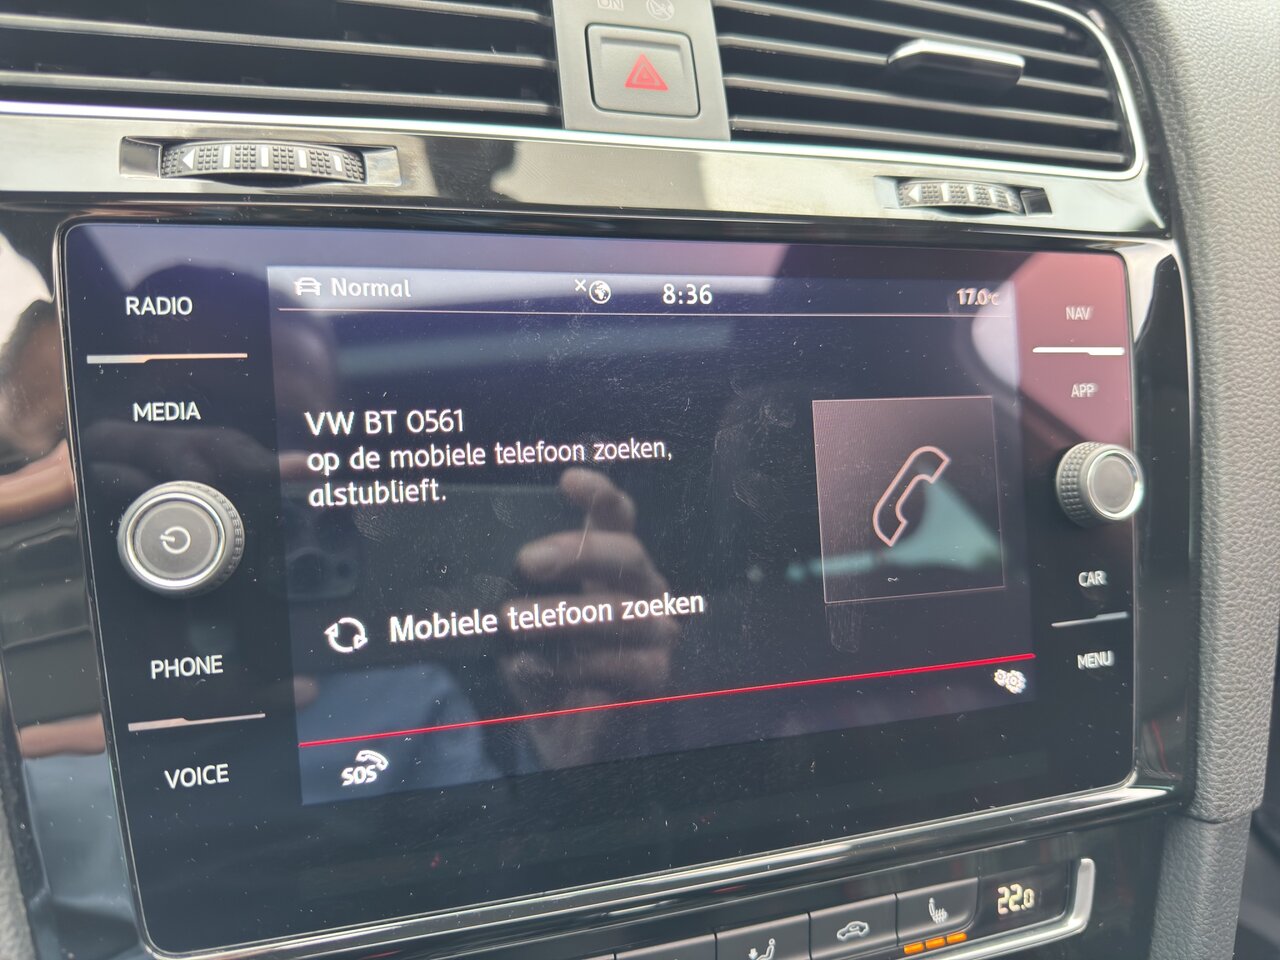 ON
RADIO
MEDIA
PHONE
VOICE
Normal
8:36
17.0°C
VW BT 0561
op de mobiele telefoon zoeken,
alstublieft.
Mobiele telefoon zoeken
SOS
NAV
APP
CAR
MENU
22.0